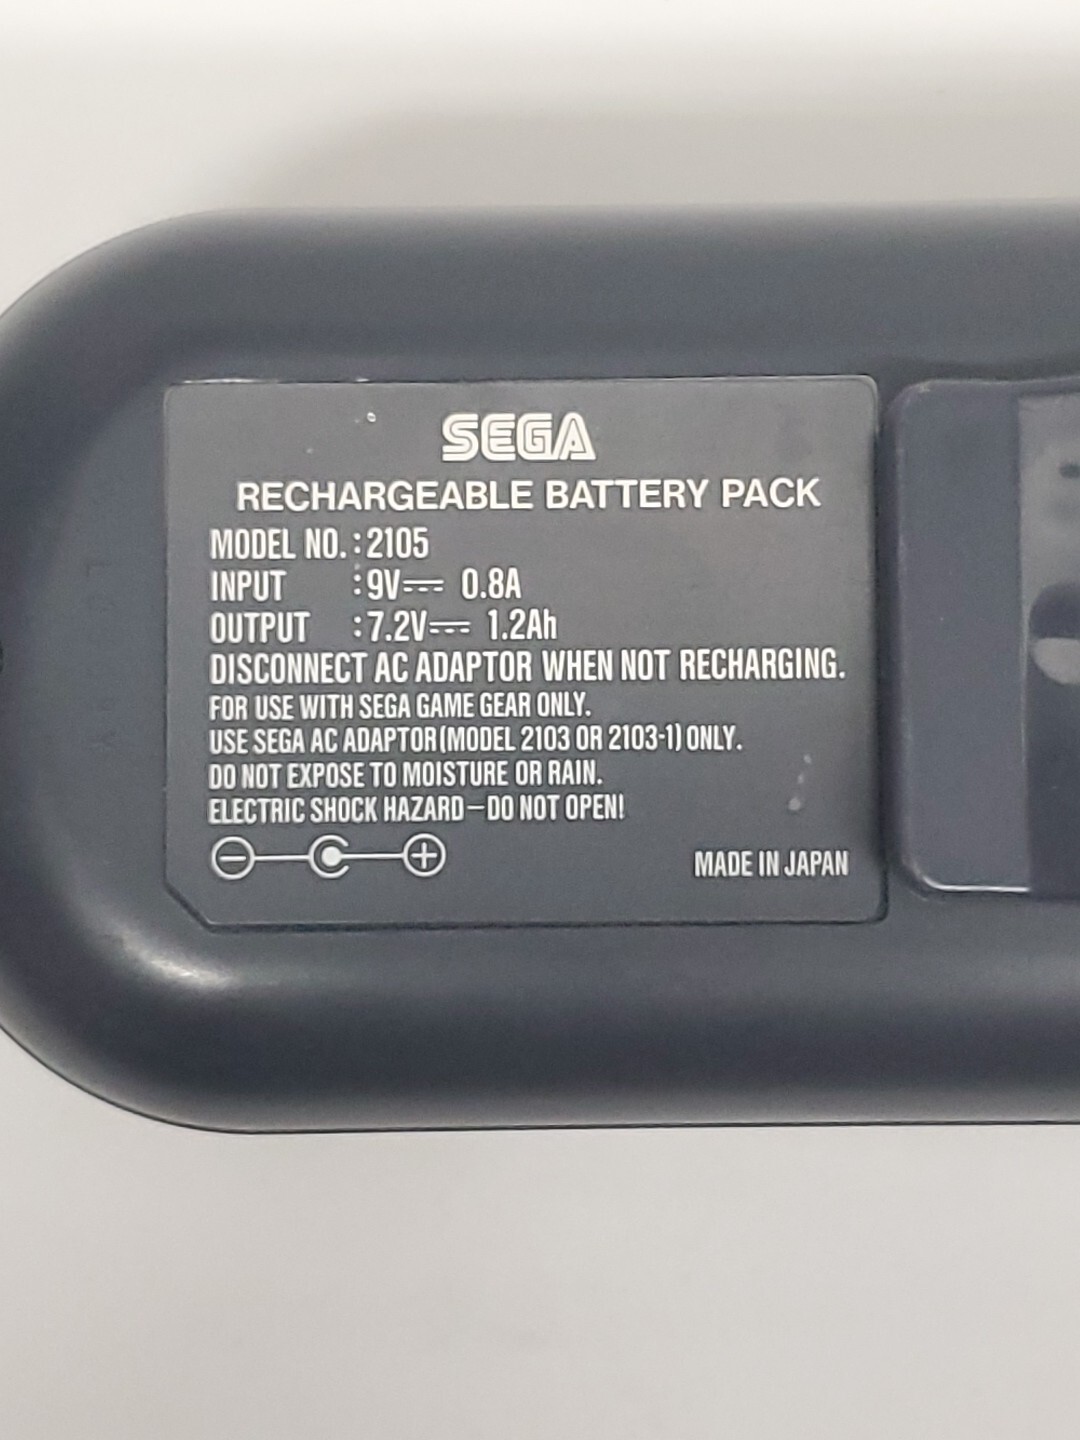 SEGA
RECHARGEABLE BATTERY PACK
MODEL NO. : 2105
INPUT : 9V⎓ 0.8A
OUTPUT : 7.2V⎓ 1.2Ah
DISCONNECT AC ADAPTOR WHEN NOT RECHARGING.
FOR USE WITH SEGA GAME GEAR ONLY.
USE SEGA AC ADAPTOR (MODEL 2103 OR 2103-1) ONLY.
DO NOT EXPOSE TO MOISTURE OR RAIN.
ELECTRIC SHOCK HAZARD—DO NOT OPEN!
MADE IN JAPAN